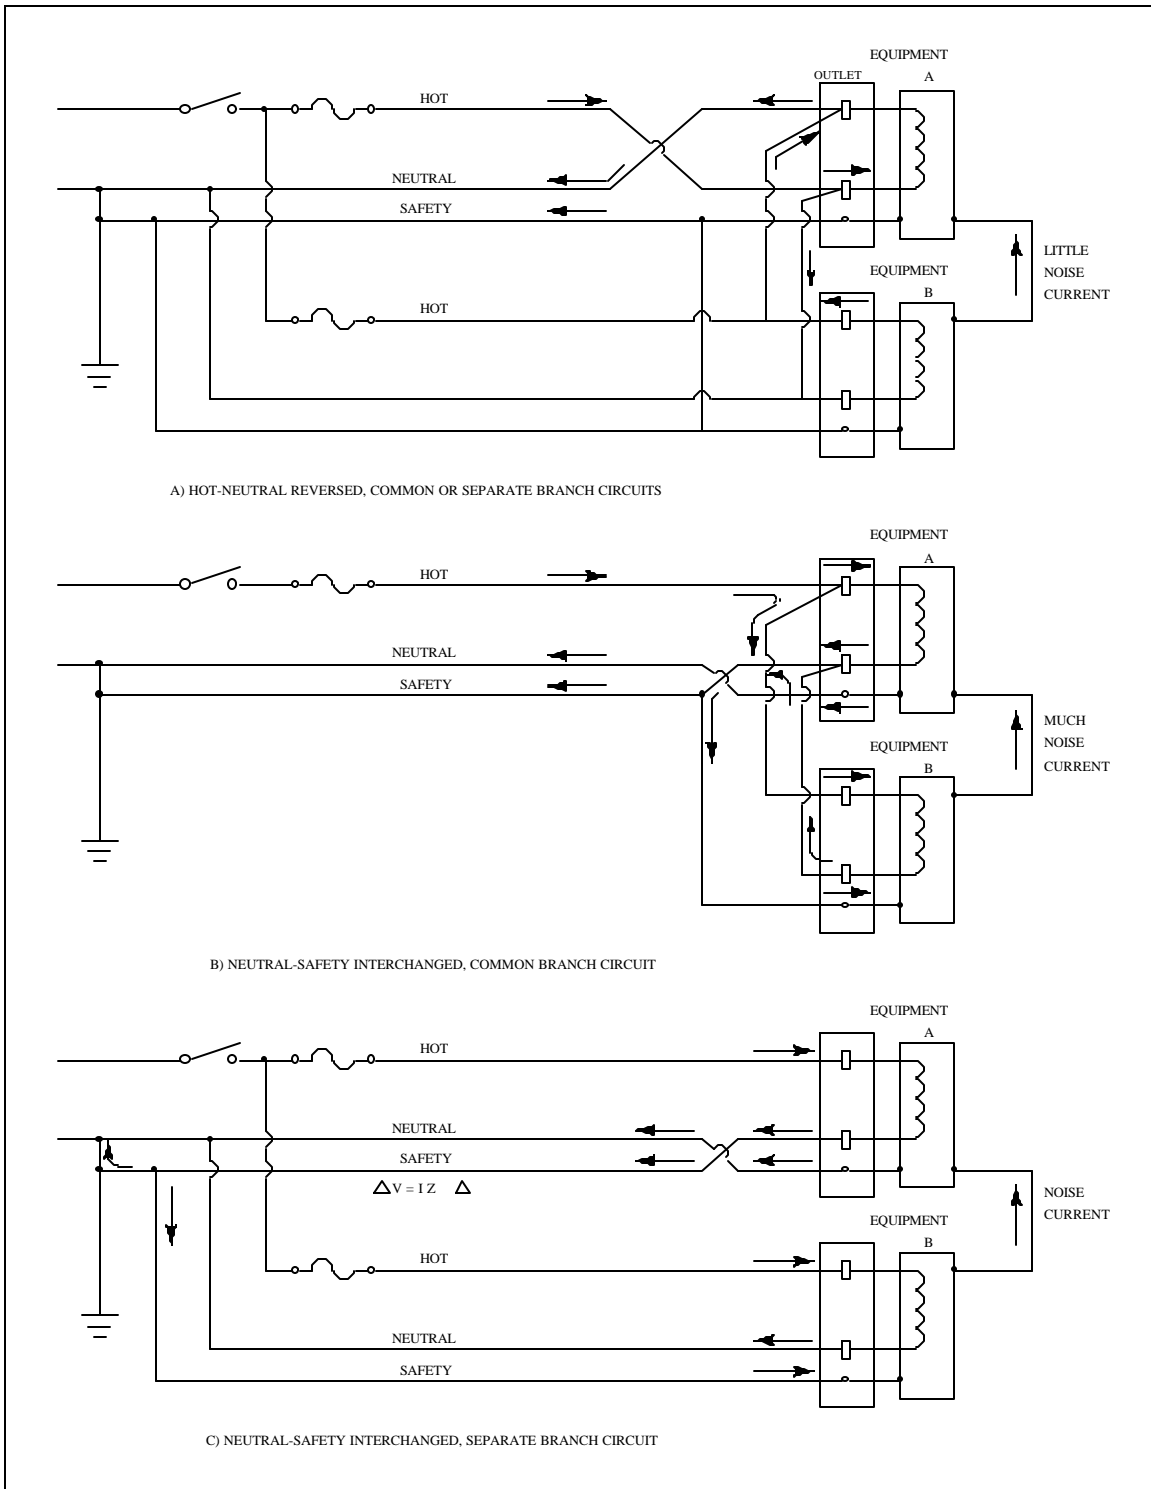 EQUIPMENT
OUTLET
A
HOT
NEUTRAL
SAFETY
LITTLE
NOISE
CURRENT
EQUIPMENT
B
HOT
A) HOT-NEUTRAL REVERSED, COMMON OR SEPARATE BRANCH CIRCUITS
EQUIPMENT
A
HOT
NEUTRAL
SAFETY
MUCH
NOISE
CURRENT
EQUIPMENT
B
B) NEUTRAL-SAFETY INTERCHANGED, COMMON BRANCH CIRCUIT
EQUIPMENT
A
HOT
NEUTRAL
SAFETY
△V = I Z △
NOISE
CURRENT
EQUIPMENT
B
HOT
NEUTRAL
SAFETY
C) NEUTRAL-SAFETY INTERCHANGED, SEPARATE BRANCH CIRCUIT